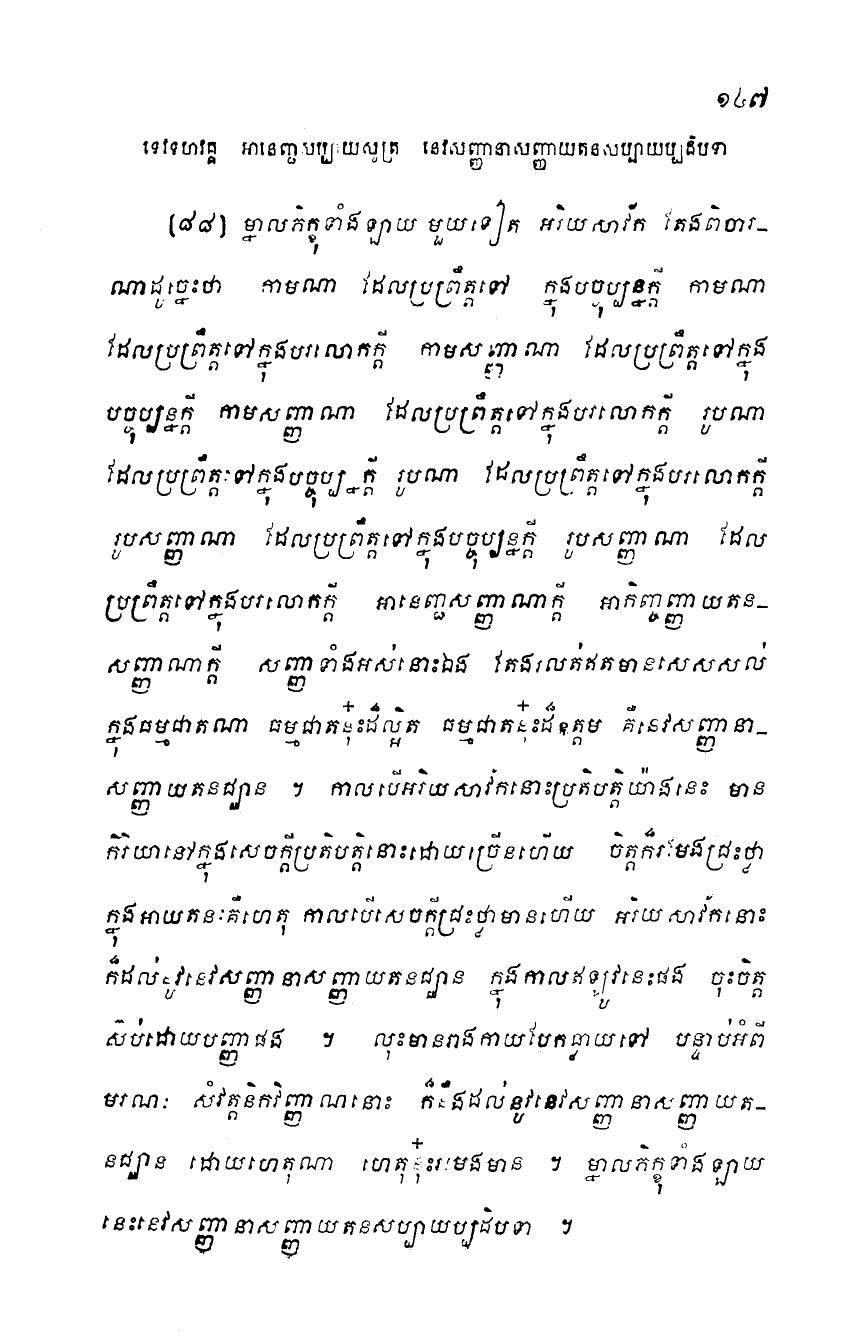 ១៤៧
ទេវទហវគ្គ អានេញ្ជសប្បាយសូត្រ នេវសញ្ញានាសញ្ញាយតនសប្បាយប្បដិបទា
(៨៨) ម្នាលភិក្ខុទាំងឡាយ មួយទៀត អរិយសាវ័ក តែងពិចារ-
ណាដូច្នេះថា កាមណា ដែលប្រព្រឹត្តទៅ ក្នុងបច្ចុប្បន្នក្តី កាមណា
ដែលប្រព្រឹត្តទៅក្នុងបរលោកក្តី កាមសញ្ញាណា ដែលប្រព្រឹត្តទៅក្នុង
បច្ចុប្បន្នក្តី កាមសញ្ញាណា ដែលប្រព្រឹត្តទៅក្នុងបរលោកក្តី រូបណា
ដែលប្រព្រឹត្តទៅក្នុងបច្ចុប្បន្នក្តី រូបណា ដែលប្រព្រឹត្តទៅក្នុងបរលោកក្តី
រូបសញ្ញាណា ដែលប្រព្រឹត្តទៅក្នុងបច្ចុប្បន្នក្តី រូបសញ្ញាណា ដែល
ប្រព្រឹត្តទៅក្នុងបរលោកក្តី អានេញ្ជសញ្ញាណាក្តី អាកិញ្ចញ្ញាយតន-
សញ្ញាណាក្តី សញ្ញាទាំងអស់នោះឯង តែងរលត់ឥតមានសេសសល់
ក្នុងធម្មជាតណា ធម្មជាតនុ៎ះដ៏ល្អិត ធម្មជាតនុ៎ះដ៏ឧត្តម គឺនេវសញ្ញានា-
សញ្ញាយតនជ្ឈាន ។ កាលបើអរិយសាវ័កនោះប្រតិបត្តិយ៉ាងនេះ មាន
កិរិយានៅក្នុងសេចក្តីប្រតិបត្តិនោះដោយច្រើនហើយ ចិត្តក៏រមែងជ្រះថ្លា
ក្នុងអាយតនៈគឺហេតុ កាលបើសេចក្តីជ្រះថ្លាមានហើយ អរិយសាវ័កនោះ
ក៏ដល់នូវនេវសញ្ញានាសញ្ញាយតនជ្ឈាន ក្នុងកាលឥឡូវនេះផង ចុះចិត្ត
ស៊ប់ដោយបញ្ញាផង ។ លុះមានរាងកាយបែកធ្លាយទៅ បន្ទាប់អំពី
មរណៈ សំវត្តនិកវិញ្ញាណនោះ ក៏នឹងដល់នូវនេវសញ្ញានាសញ្ញាយត-
នជ្ឈាន ដោយហេតុណា ហេតុនុ៎ះរមែងមាន ។ ម្នាលភិក្ខុទាំងឡាយ
នេះនេវសញ្ញានាសញ្ញាយតនសប្បាយប្បដិបទា ។